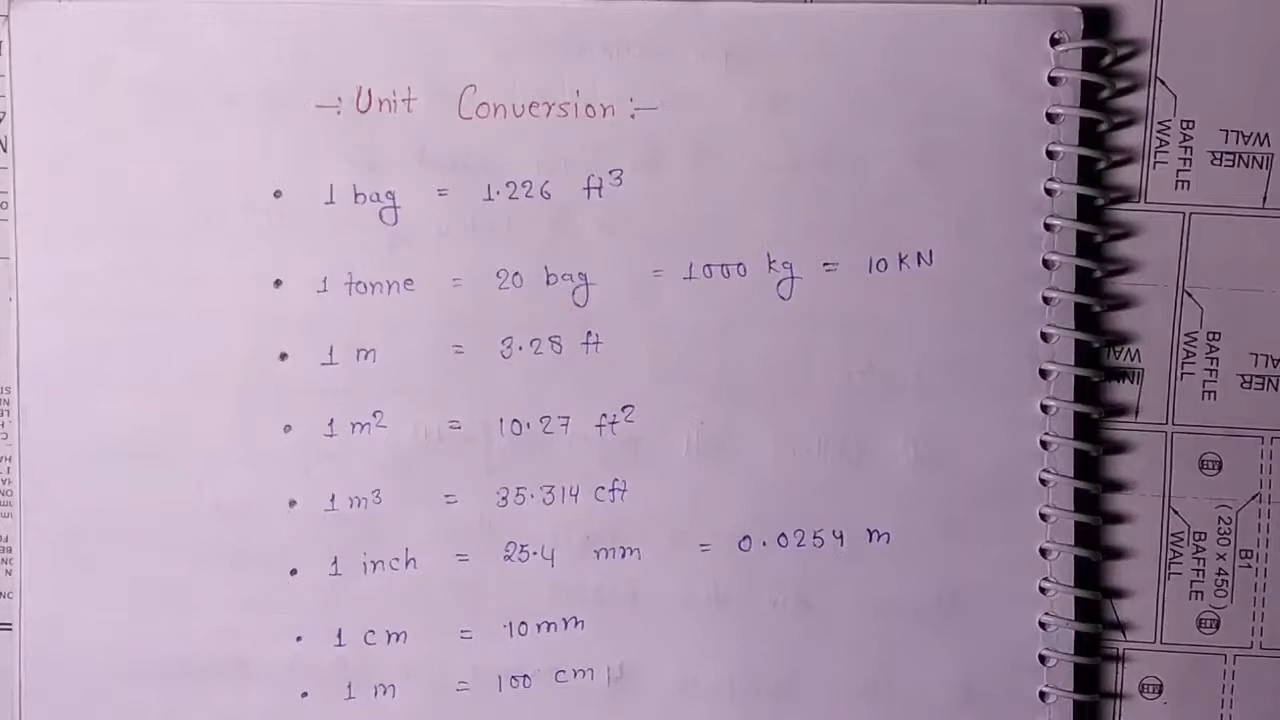 →: Unit Conversion :-
• 1 bag = 1.226 ft³
• 1 tonne = 20 bag = 1000 kg = 10 KN
• 1 m = 3.28 ft
• 1 m² = 10.27 ft²
• 1 m³ = 35.314 cft
• 1 inch = 25.4 mm = 0.0254 m
• 1 cm = 10 mm
• 1 m = 100 cm
BAFFLE
WALL
INNER
WALL
BAFFLE
WALL
INNER
WALL
B1
(230 x 450)
BAFFLE
WALL